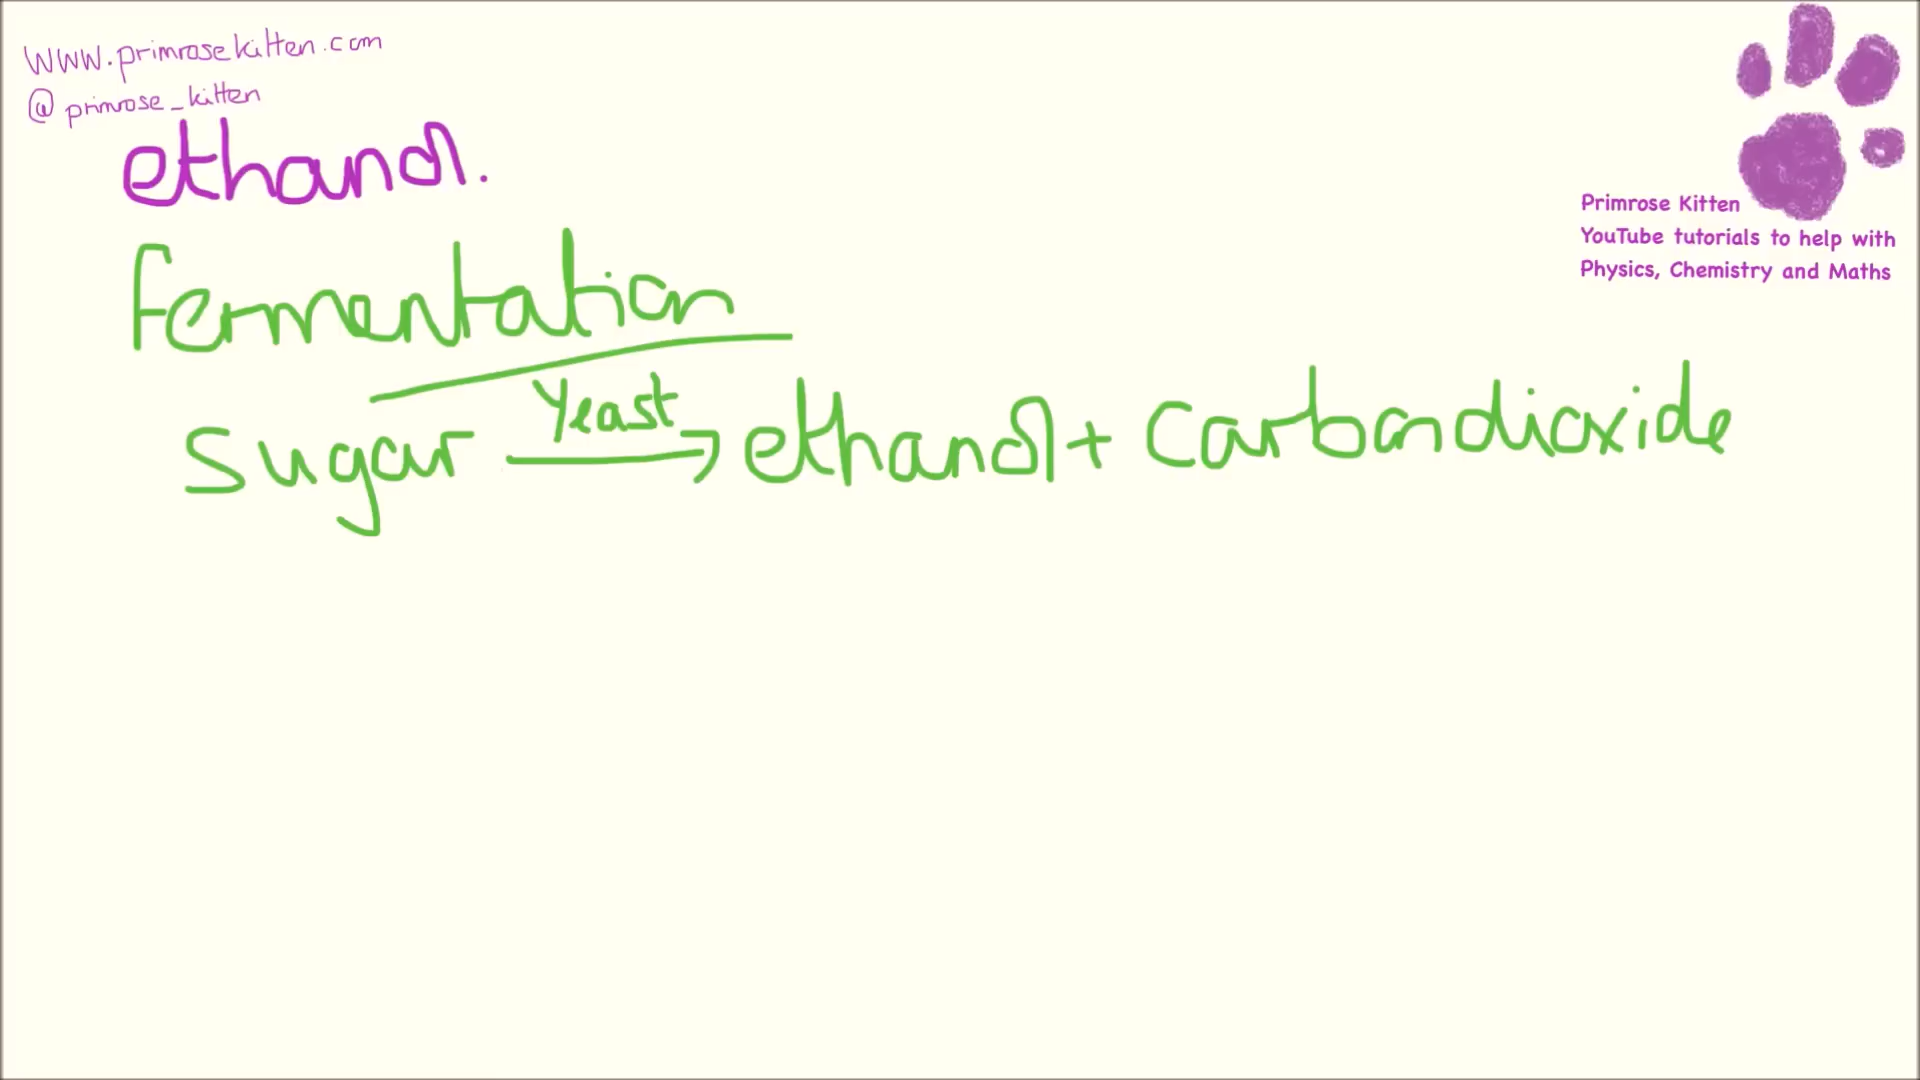 www.primrosekitten.com
@primrose_kitten
ethanol.
Primrose Kitten
YouTube tutorials to help with
Physics, Chemistry and Maths
fermentation
Yeast
sugar → ethanol + carbondioxide